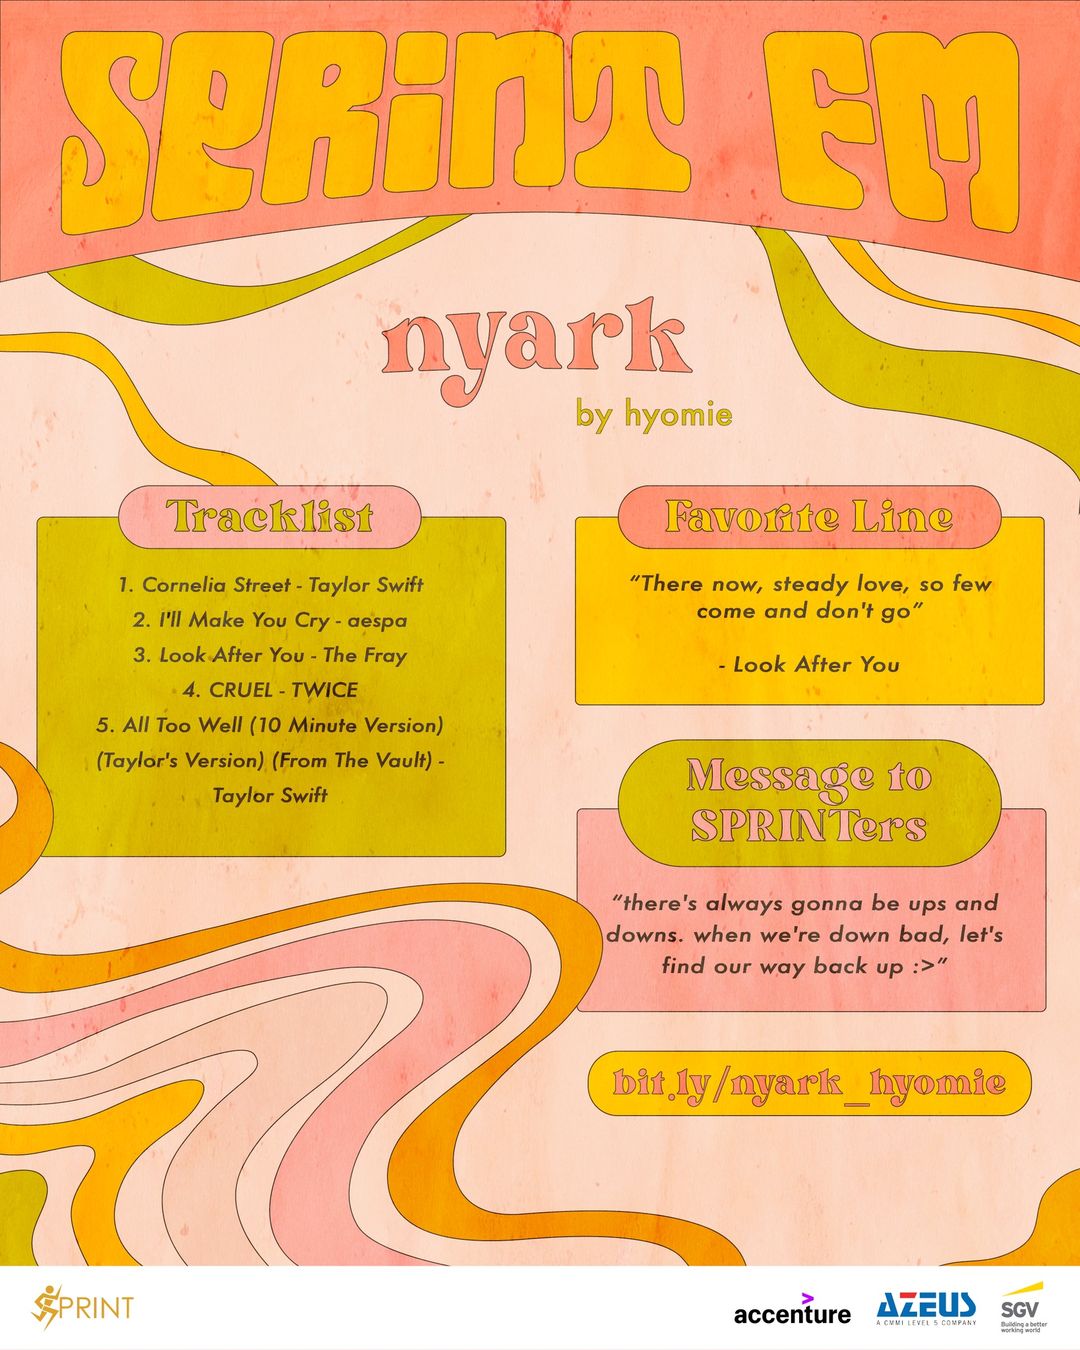 SPRINT FM
nyark
by hyomie
Tracklist
1. Cornelia Street - Taylor Swift
2. I'll Make You Cry - aespa
3. Look After You - The Fray
4. CRUEL - TWICE
5. All Too Well (10 Minute Version)
(Taylor's Version) (From The Vault) -
Taylor Swift
Favorite Line
“There now, steady love, so few
come and don't go”
- Look After You
Message to
SPRINTers
“there's always gonna be ups and
downs. when we're down bad, let's
find our way back up :>”
bit.ly/nyark_hyomie
SPRINT
accenture
AZEUS
A CMMI LEVEL 5 COMPANY
SGV
Building a better
working world